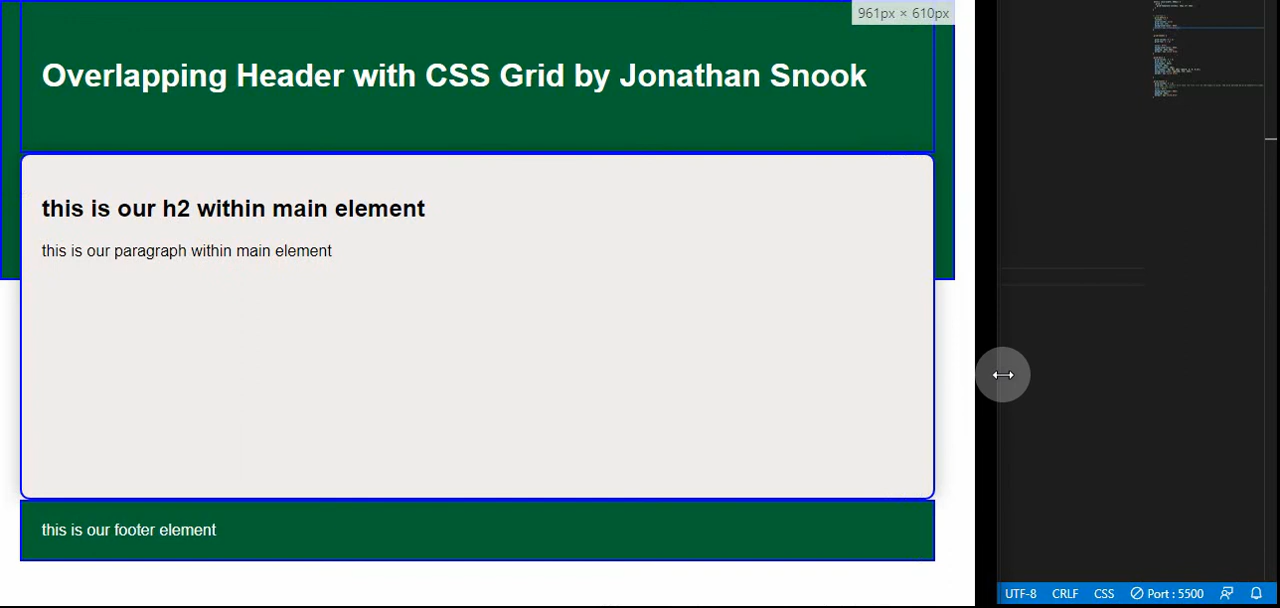 961px × 610px
Overlapping Header with CSS Grid by Jonathan Snook
this is our h2 within main element
this is our paragraph within main element
this is our footer element
UTF-8 CRLF CSS Port : 5500